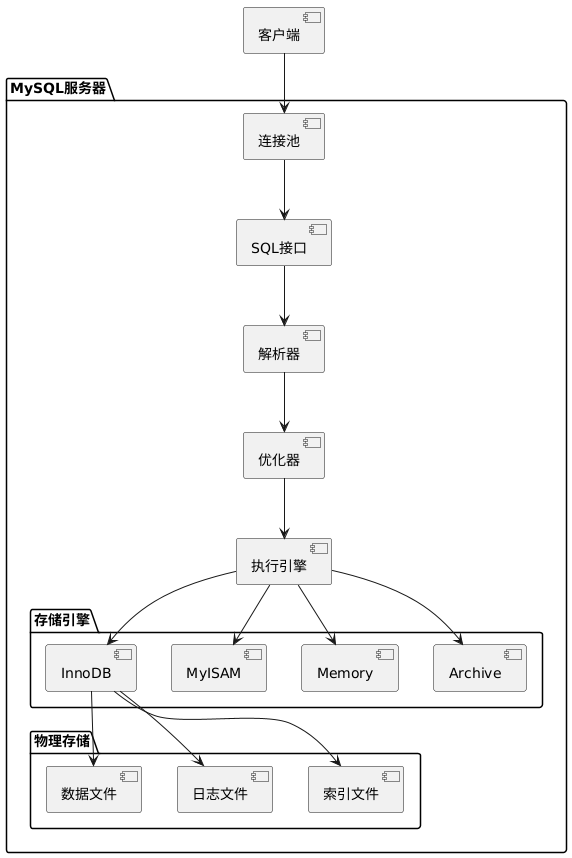 客户端
MySQL服务器
连接池
SQL接口
解析器
优化器
执行引擎
存储引擎
InnoDB
MyISAM
Memory
Archive
物理存储
数据文件
日志文件
索引文件